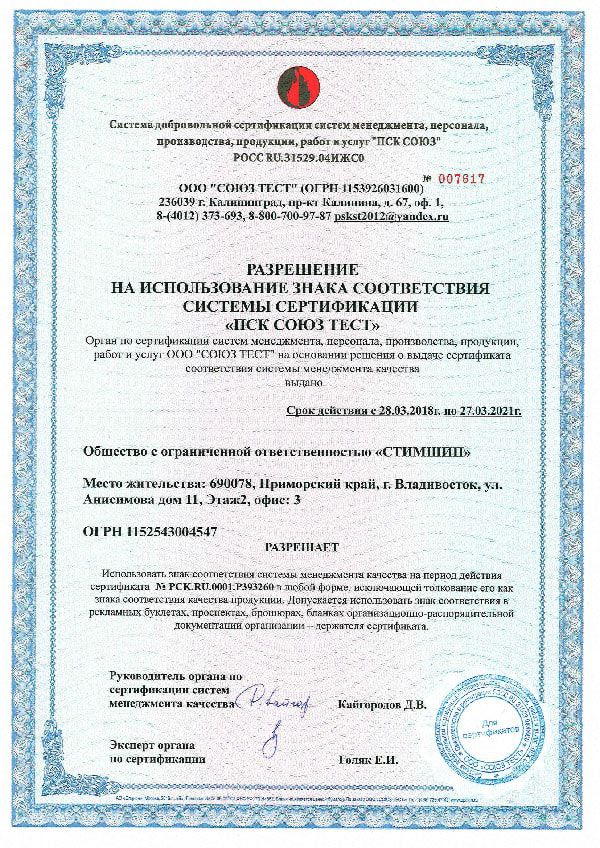 Система добровольной сертификации систем менеджмента, персонала,
производства, продукции, работ и услуг "ПСК СОЮЗ"
РОСС RU.31529.04ИЖС0
№ 007617
ООО "СОЮЗ ТЕСТ" (ОГРН 1153926031600)
236039 г. Калининград, пр-кт Калинина, д. 67, оф. 1,
8-(4012) 373-693, 8-800-700-97-87 pskst2012@yandex.ru
РАЗРЕШЕНИЕ
НА ИСПОЛЬЗОВАНИЕ ЗНАКА СООТВЕТСТВИЯ
СИСТЕМЫ СЕРТИФИКАЦИИ
«ПСК СОЮЗ ТЕСТ»
Орган по сертификации систем менеджмента, персонала, производства, продукции,
работ и услуг ООО "СОЮЗ ТЕСТ" на основании решения о выдаче сертификата
соответствия системы менеджмента качества
выдано
Срок действия с 28.03.2018г. по 27.03.2021г.
Общество с ограниченной ответственностью «СТИМШИП»
Место жительства: 690078, Приморский край, г. Владивосток, ул.
Анисимова дом 11, Этаж2, офис: 3
ОГРН 1152543004547
РАЗРЕШАЕТ
Использовать знак соответствия системы менеджмента качества на период действия
сертификата № РСК.RU.0001.Р393260 в любой форме, исключающей толкование его как
знака соответствия качества продукции. Допускается использовать знак соответствия в
рекламных буклетах, проспектах, брошюрах, бланках организационно-распорядительной
документации организации – держателя сертификата.
Руководитель органа по
сертификации систем
менеджмента качества
Кайгородов Д.В.
Эксперт органа
по сертификации
Голяк Е.И.
Для
сертификатов